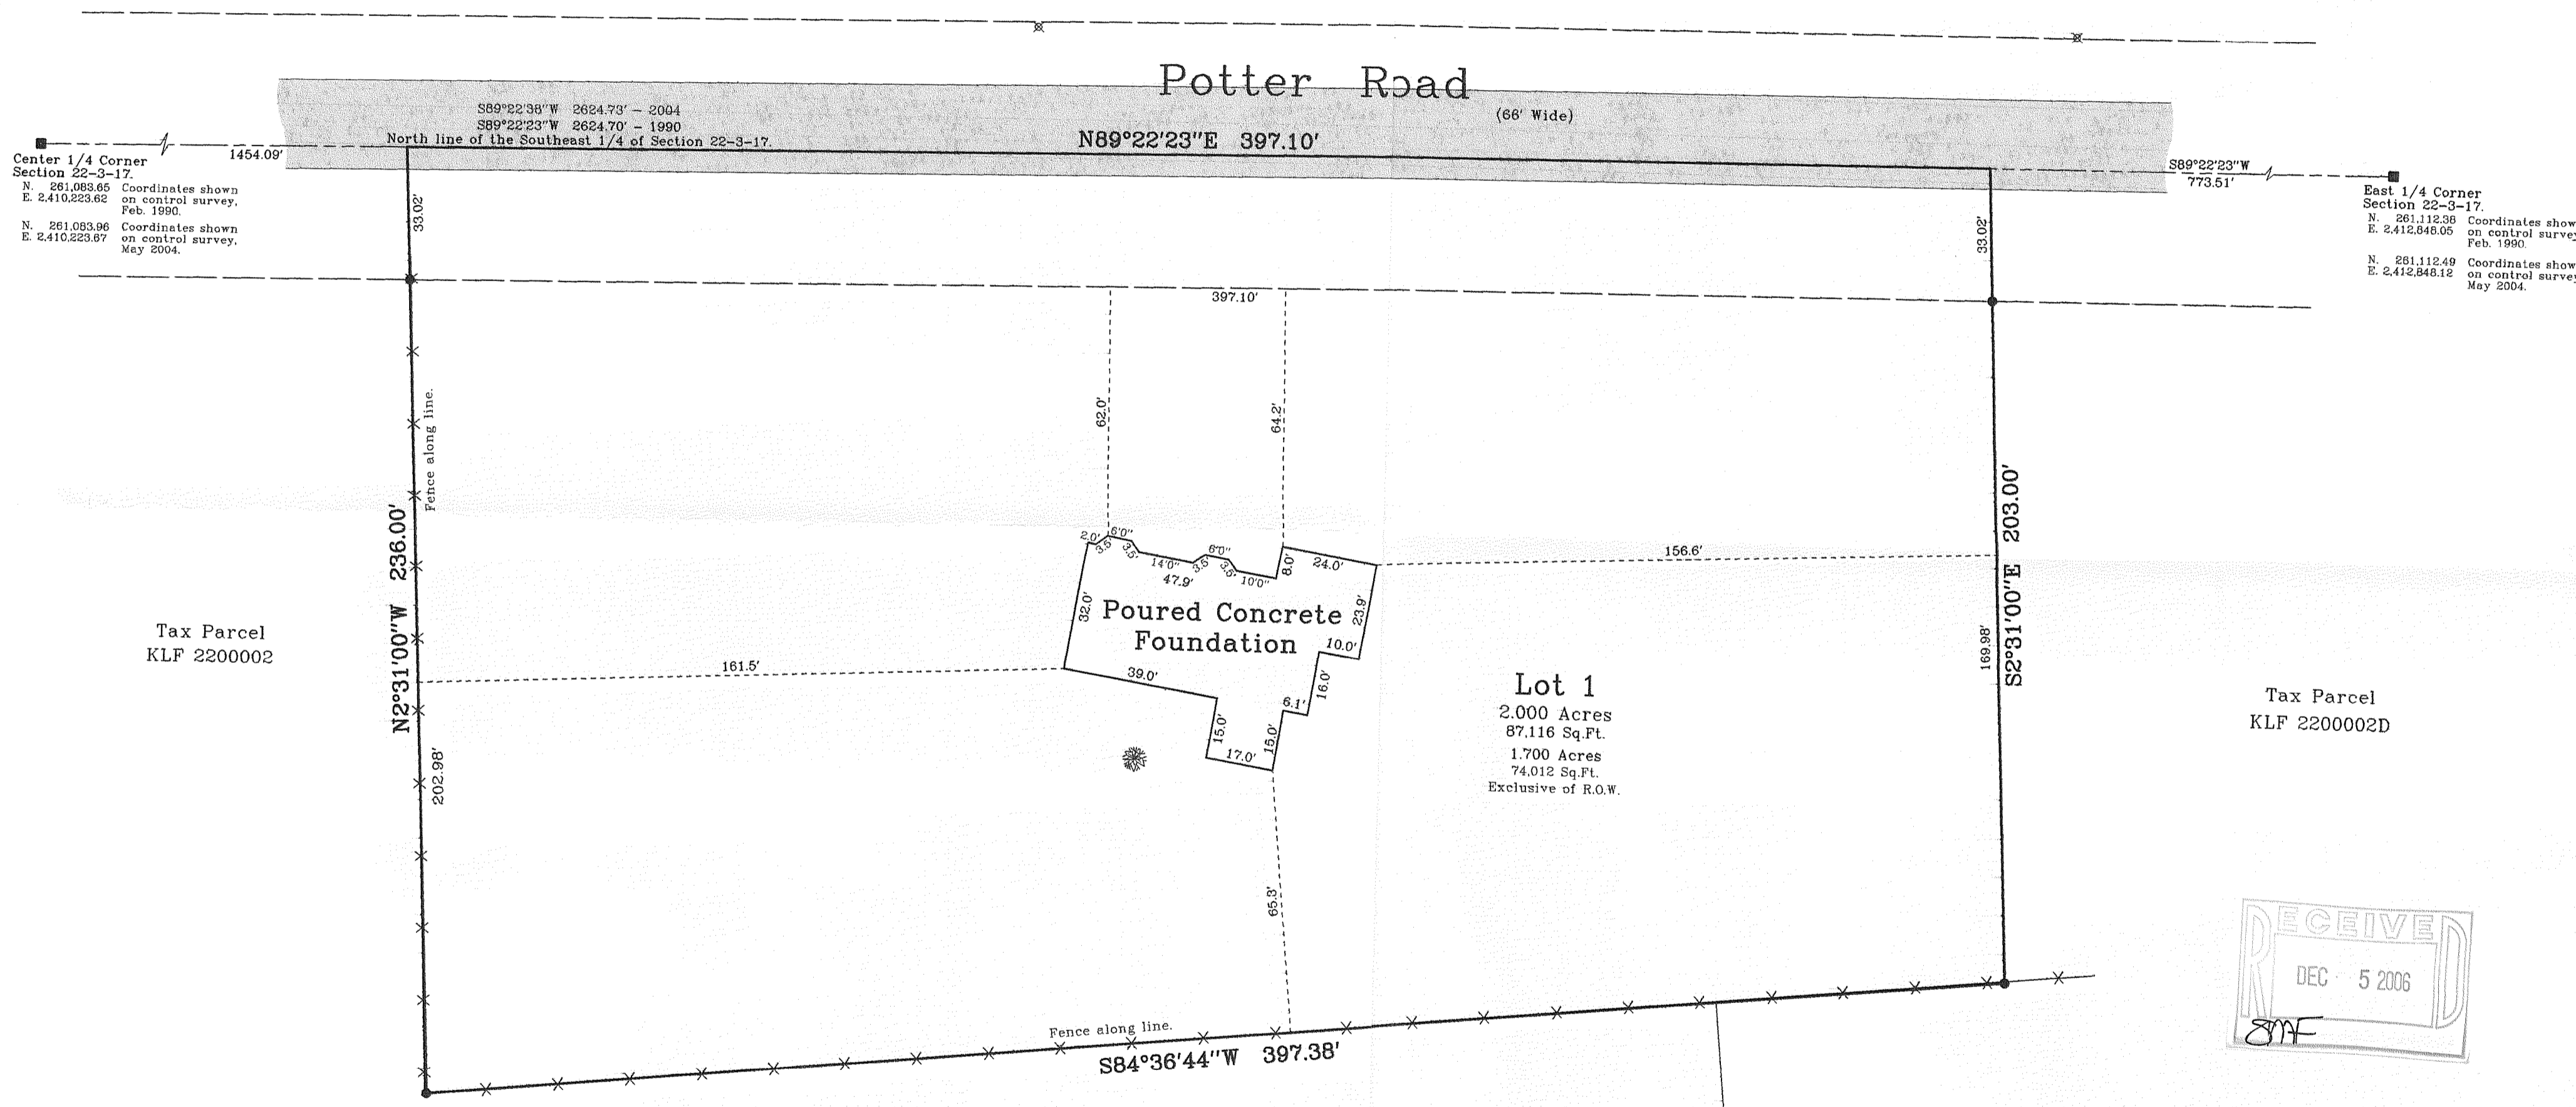 Potter Road
(66' Wide)
S89°22'38"W 2624.73' - 2004
S89°22'23"W 2624.70' - 1990
North line of the Southeast 1/4 of Section 22-3-17.
N89°22'23"E 397.10'
1454.09'
S89°22'23"W
773.51'
Center 1/4 Corner
Section 22-3-17.
N. 261,083.65 Coordinates shown
E. 2,410,223.62 on control survey,
Feb. 1990.
N. 261,083.96 Coordinates shown
E. 2,410,223.67 on control survey,
May 2004.
East 1/4 Corner
Section 22-3-17.
N. 261,112.38 Coordinates show
E. 2,412,848.05 on control surve
Feb. 1990.
N. 261,112.49 Coordinates show
E. 2,412,848.12 on control surve
May 2004.
33.02'
33.02'
397.10'
Fence along line.
62.0'
64.2'
N2°31'00"W 236.00'
S2°31'00"E 203.00'
2.0'
3.5'
6'0"
3.5'
14'0"
3.5'
6'0"
3.5'
10'0"
47.9'
8.0'
24.0'
156.6'
32.0'
Poured Concrete
Foundation
23.9'
10.0'
16.0'
6.1'
161.5'
39.0'
15.0'
17.0'
15.0'
169.98'
202.98'
65.3'
Tax Parcel
KLF 2200002
Lot 1
2.000 Acres
87,116 Sq.Ft.
1.700 Acres
74,012 Sq.Ft.
Exclusive of R.O.W.
Tax Parcel
KLF 2200002D
Fence along line.
S84°36'44"W 397.38'
RECEIVED
DEC 5 2006